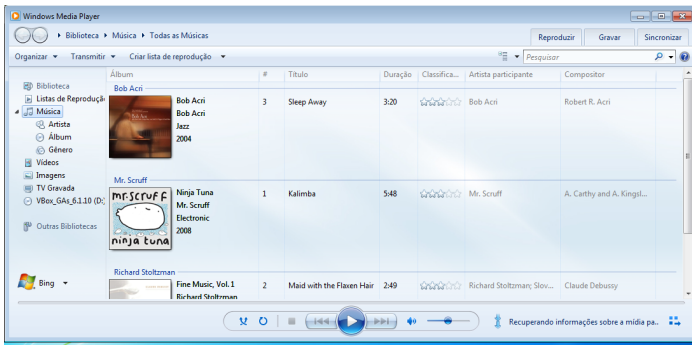 Windows Media Player
Biblioteca Música Todas as Músicas
Reproduzir Gravar Sincronizar
Organizar Transmitir Criar lista de reprodução Pesquisar
Álbum # Título Duração Classifica... Artista participante Compositor
Biblioteca
Listas de Reproduçã
Música
Artista
Álbum
Gênero
Vídeos
Imagens
TV Gravada
VBox_GAs_6.1.10 (D:)
Outras Bibliotecas
Bing
Bob Acri
Bob Acri 3 Sleep Away 3:20 Bob Acri Robert R. Acri
Bob Acri
Jazz
2004
Mr. Scruff
mr.scruff
ninja tuna
Ninja Tuna 1 Kalimba 5:48 Mr. Scruff A. Carthy and A. Kingsl...
Mr. Scruff
Electronic
2008
Richard Stoltzman
Fine Music, Vol. 1 2 Maid with the Flaxen Hair 2:49 Richard Stoltzman; Slov... Claude Debussy
Richard Stoltzman
Recuperando informações sobre a mídia pa..